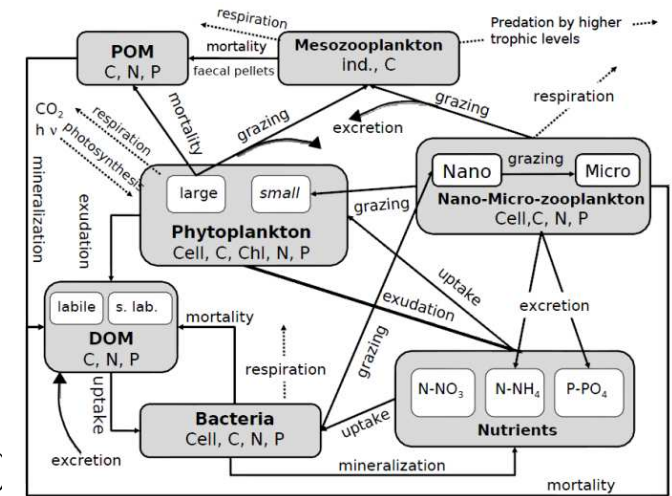 respiration
Predation by higher
trophic levels
POM
C, N, P
mortality
faecal pellets
Mesozooplankton
ind., C
respiration
CO2
h ν
respiration
photosynthesis
mortality
grazing
excretion
grazing
Nano
grazing
Micro
Nano-Micro-zooplankton
Cell,C, N, P
mineralization
exudation
large
small
Phytoplankton
Cell, C, Chl, N, P
grazing
uptake
exudation
excretion
labile
s. lab.
DOM
C, N, P
mortality
uptake
respiration
grazing
N-NO3
N-NH4
P-PO4
Nutrients
Bacteria
Cell, C, N, P
uptake
excretion
mineralization
mortality